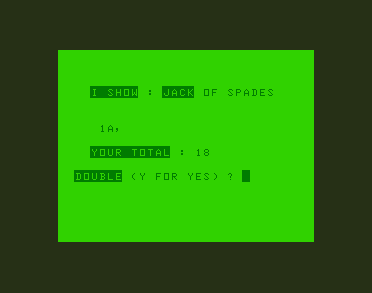 I SHOW : JACK OF SPADES
1A,
YOUR TOTAL : 18
DOUBLE (Y FOR YES) ?